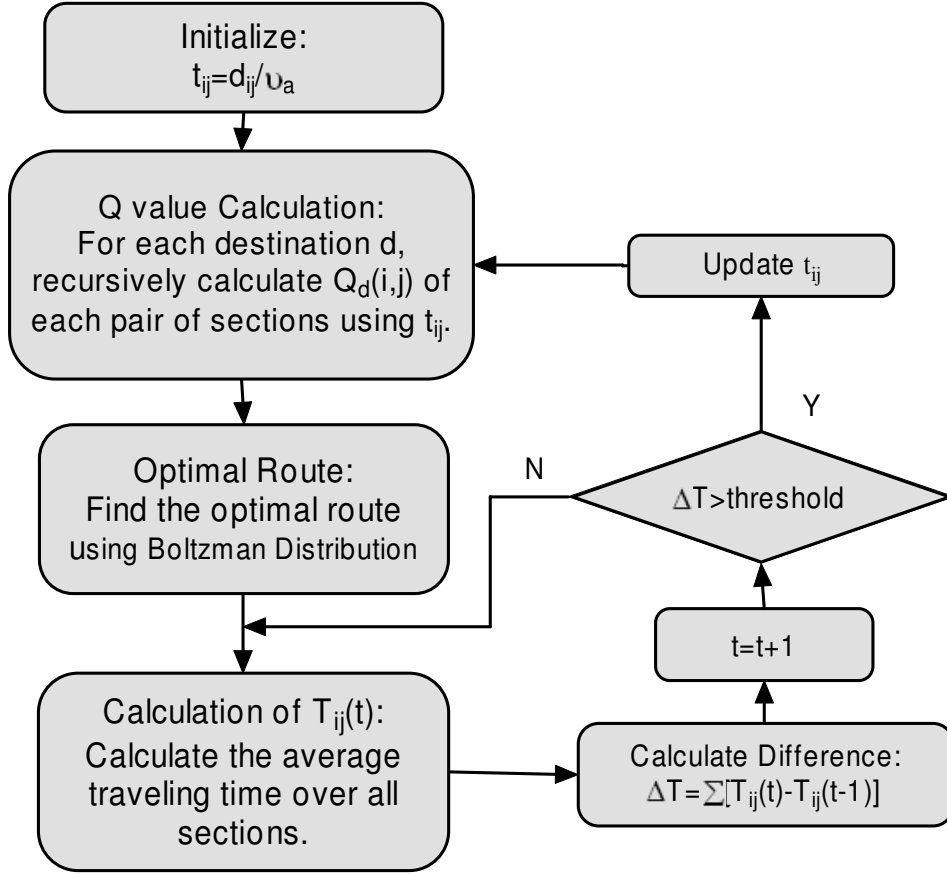 Initialize:
tij=dij/υa
Q value Calculation:
For each destination d,
recursively calculate Qd(i,j) of
each pair of sections using tij.
Update tij
Y
Optimal Route:
Find the optimal route
using Boltzman Distribution
N
ΔT>threshold
t=t+1
Calculation of Tij(t):
Calculate the average
traveling time over all
sections.
Calculate Difference:
ΔT=∑[Tij(t)-Tij(t-1)]